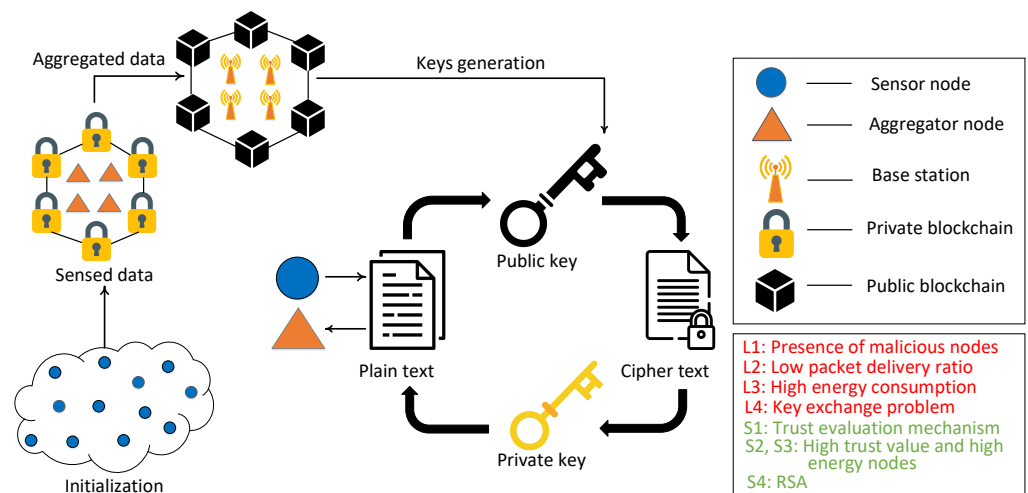 Aggregated data
Keys generation
Sensed data
Initialization
Public key
Plain text
Cipher text
Private key
Sensor node
Aggregator node
Base station
Private blockchain
Public blockchain
L1: Presence of malicious nodes
L2: Low packet delivery ratio
L3: High energy consumption
L4: Key exchange problem
S1: Trust evaluation mechanism
S2, S3: High trust value and high
energy nodes
S4: RSA